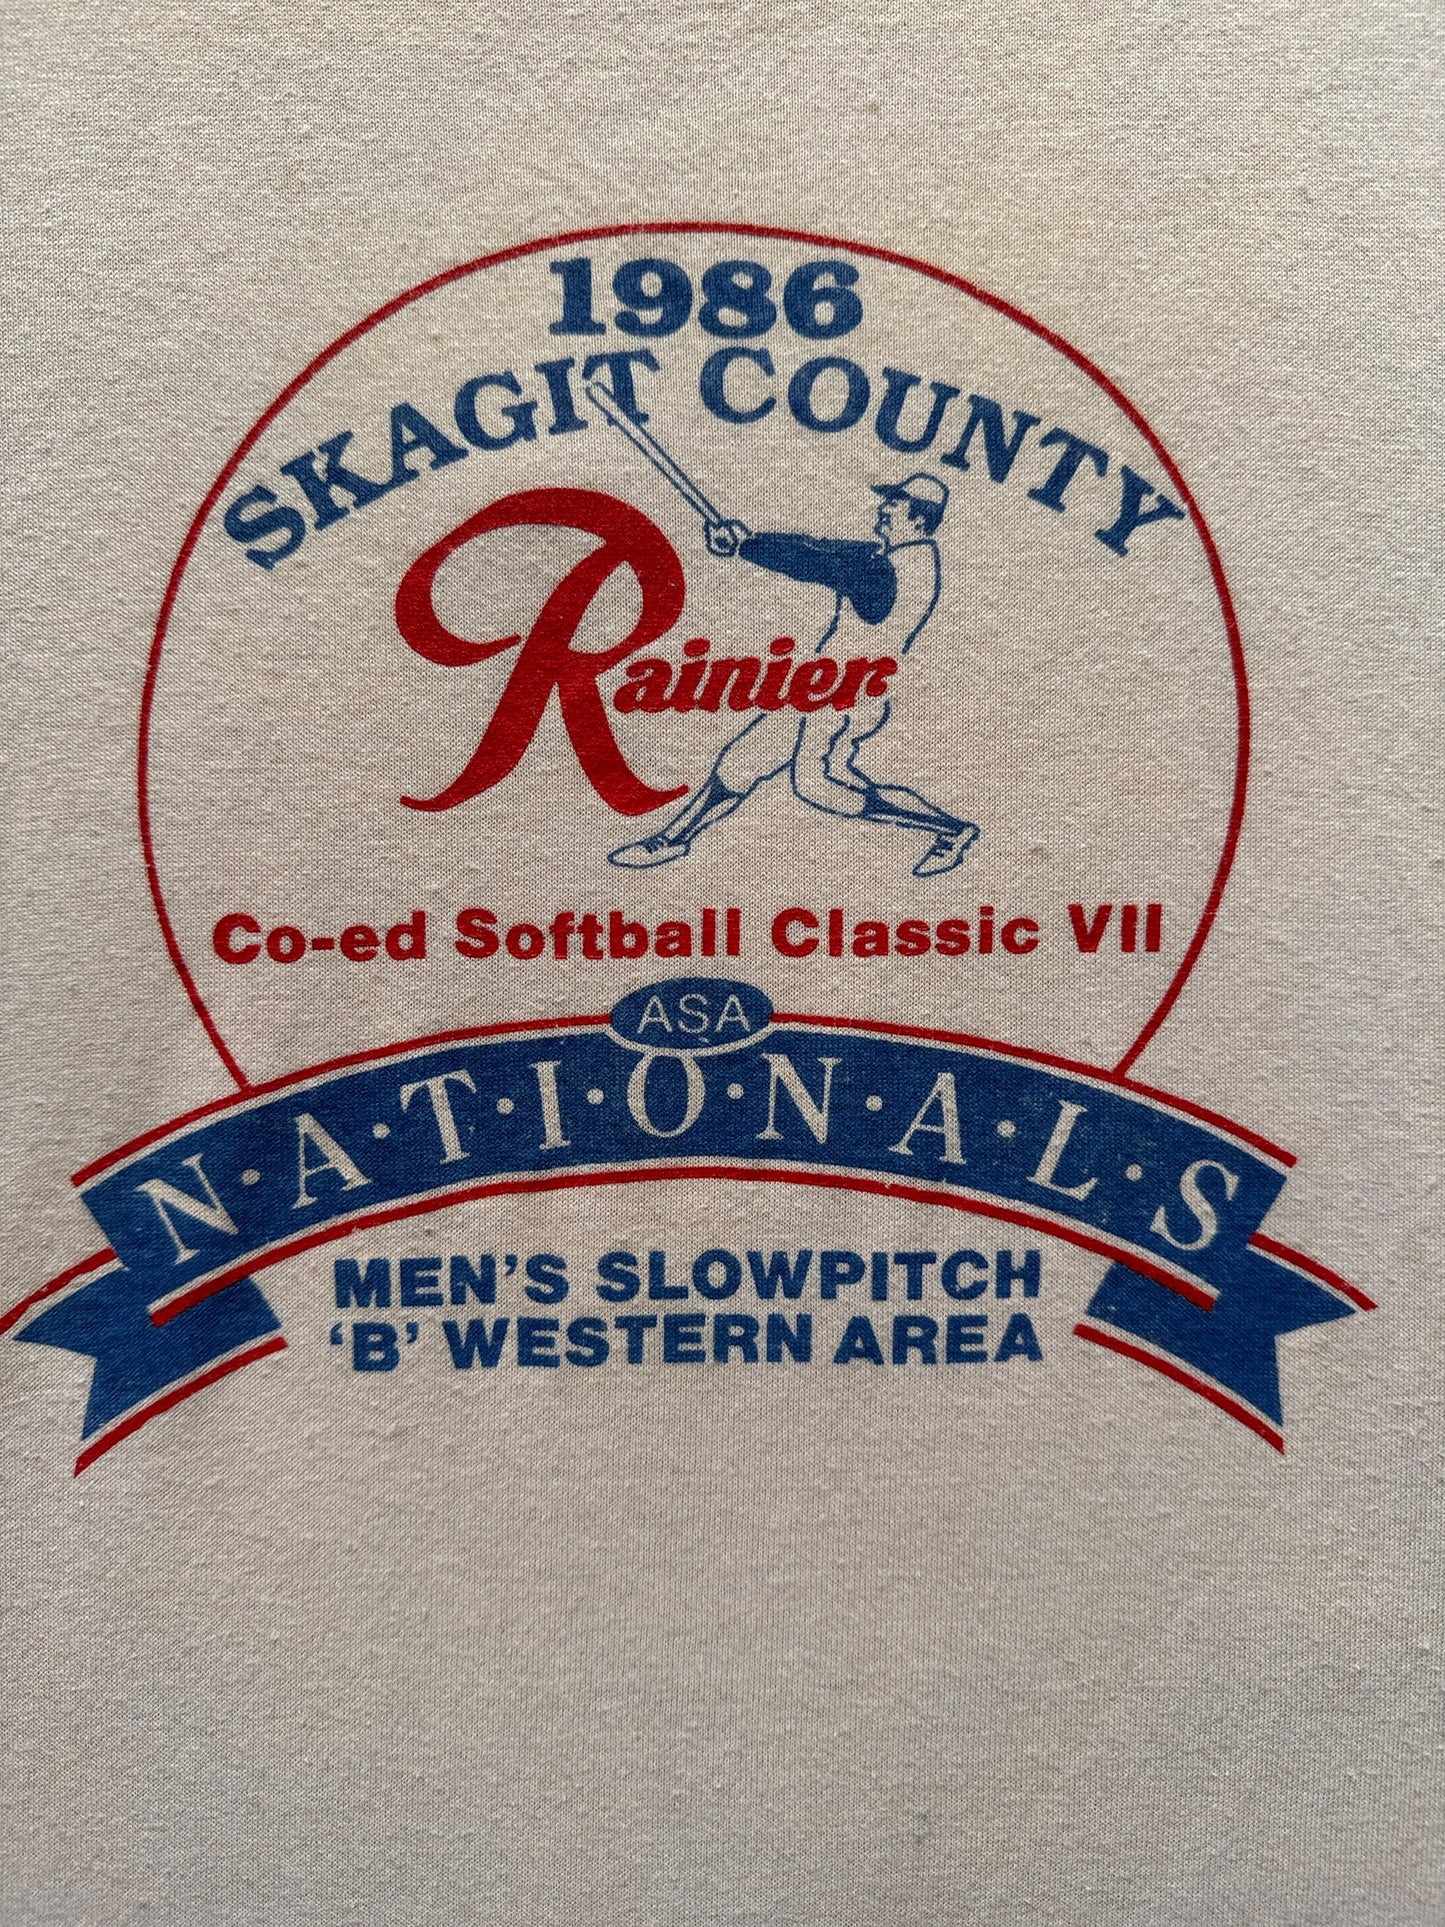 1986
SKAGIT COUNTY
Rainier
Co-ed Softball Classic VII
ASA
N·A·T·I·O·N·A·L·S
MEN'S SLOWPITCH
'B' WESTERN AREA